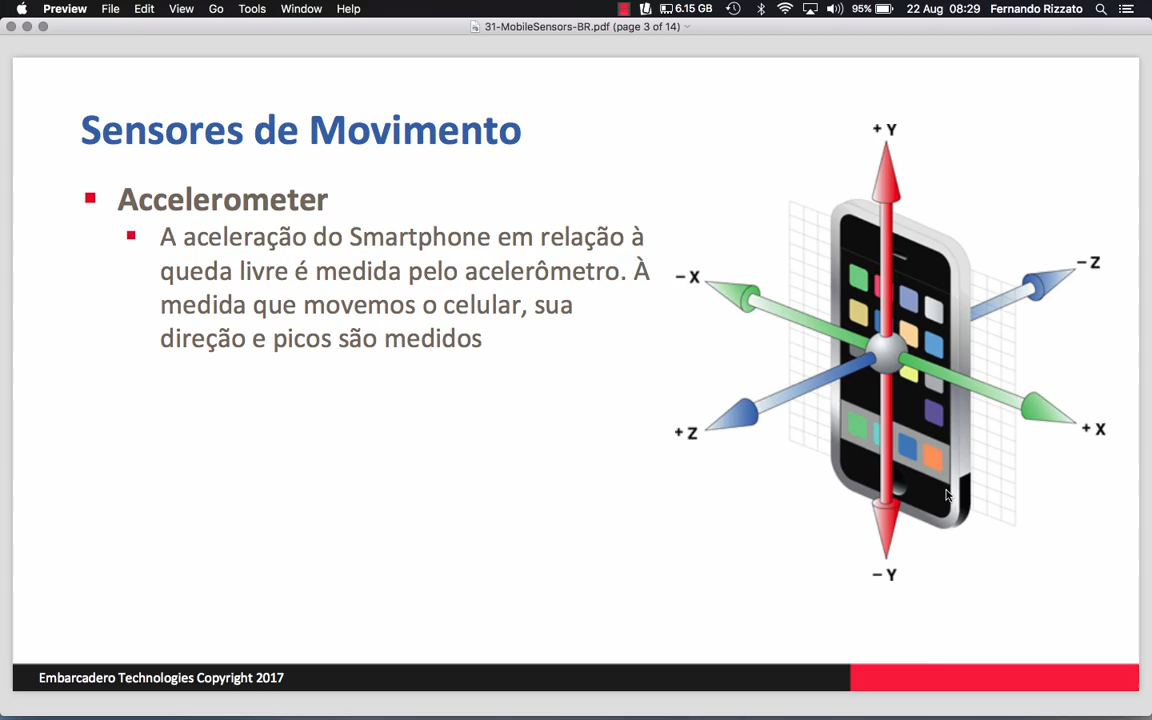 Preview File Edit View Go Tools Window Help 6.15 GB 95% 22 Aug 08:29 Fernando Rizzato
31-MobileSensors-BR.pdf (page 3 of 14)
Sensores de Movimento
Accelerometer
A aceleração do Smartphone em relação à
queda livre é medida pelo acelerômetro. À
medida que movemos o celular, sua
direção e picos são medidos
+ Y
– X
– Z
+ Z
+ X
– Y
Embarcadero Technologies Copyright 2017